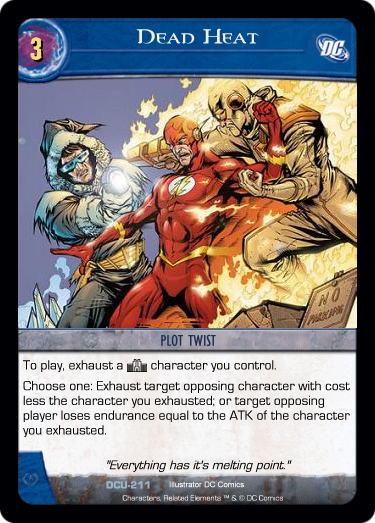 Dead Heat
3
DC
NO
PARKING
PLOT TWIST
To play, exhaust a character you control.
Choose one: Exhaust target opposing character with cost
less the character you exhausted; or target opposing
player loses endurance equal to the ATK of the character
you exhausted.
"Everything has it's melting point."
DCU-211 Illustrator DC Comics
Characters, Related Elements ™ & © DC Comics